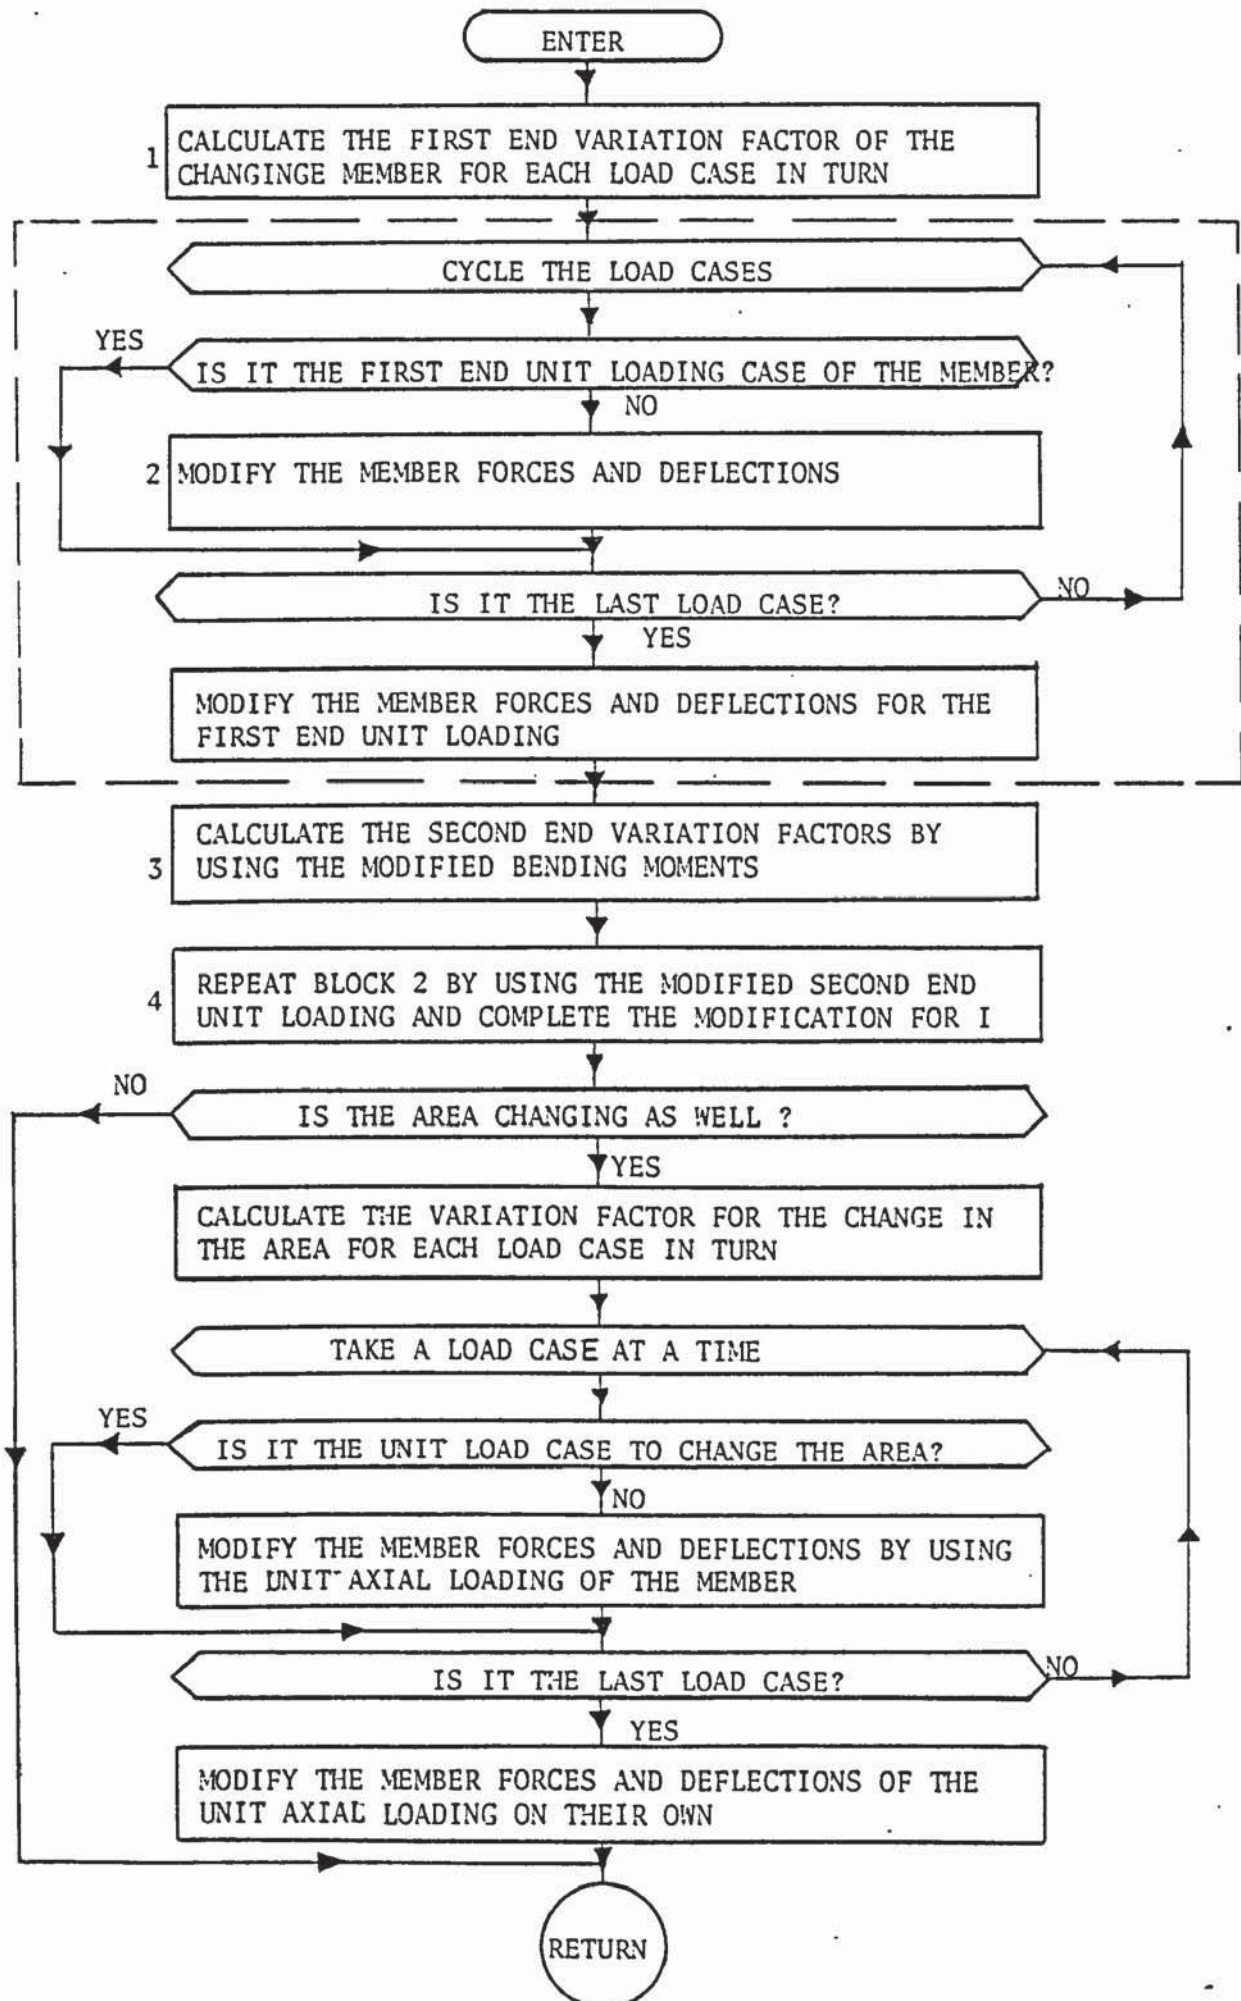 ENTER
1
CALCULATE THE FIRST END VARIATION FACTOR OF THE
CHANGINGE MEMBER FOR EACH LOAD CASE IN TURN
CYCLE THE LOAD CASES
YES
IS IT THE FIRST END UNIT LOADING CASE OF THE MEMBER?
NO
2 MODIFY THE MEMBER FORCES AND DEFLECTIONS
IS IT THE LAST LOAD CASE?
NO
YES
MODIFY THE MEMBER FORCES AND DEFLECTIONS FOR THE
FIRST END UNIT LOADING
3
CALCULATE THE SECOND END VARIATION FACTORS BY
USING THE MODIFIED BENDING MOMENTS
4
REPEAT BLOCK 2 BY USING THE MODIFIED SECOND END
UNIT LOADING AND COMPLETE THE MODIFICATION FOR I
NO
IS THE AREA CHANGING AS WELL ?
YES
CALCULATE THE VARIATION FACTOR FOR THE CHANGE IN
THE AREA FOR EACH LOAD CASE IN TURN
TAKE A LOAD CASE AT A TIME
YES
IS IT THE UNIT LOAD CASE TO CHANGE THE AREA?
NO
MODIFY THE MEMBER FORCES AND DEFLECTIONS BY USING
THE UNIT AXIAL LOADING OF THE MEMBER
IS IT THE LAST LOAD CASE?
NO
YES
MODIFY THE MEMBER FORCES AND DEFLECTIONS OF THE
UNIT AXIAL LOADING ON THEIR OWN
RETURN